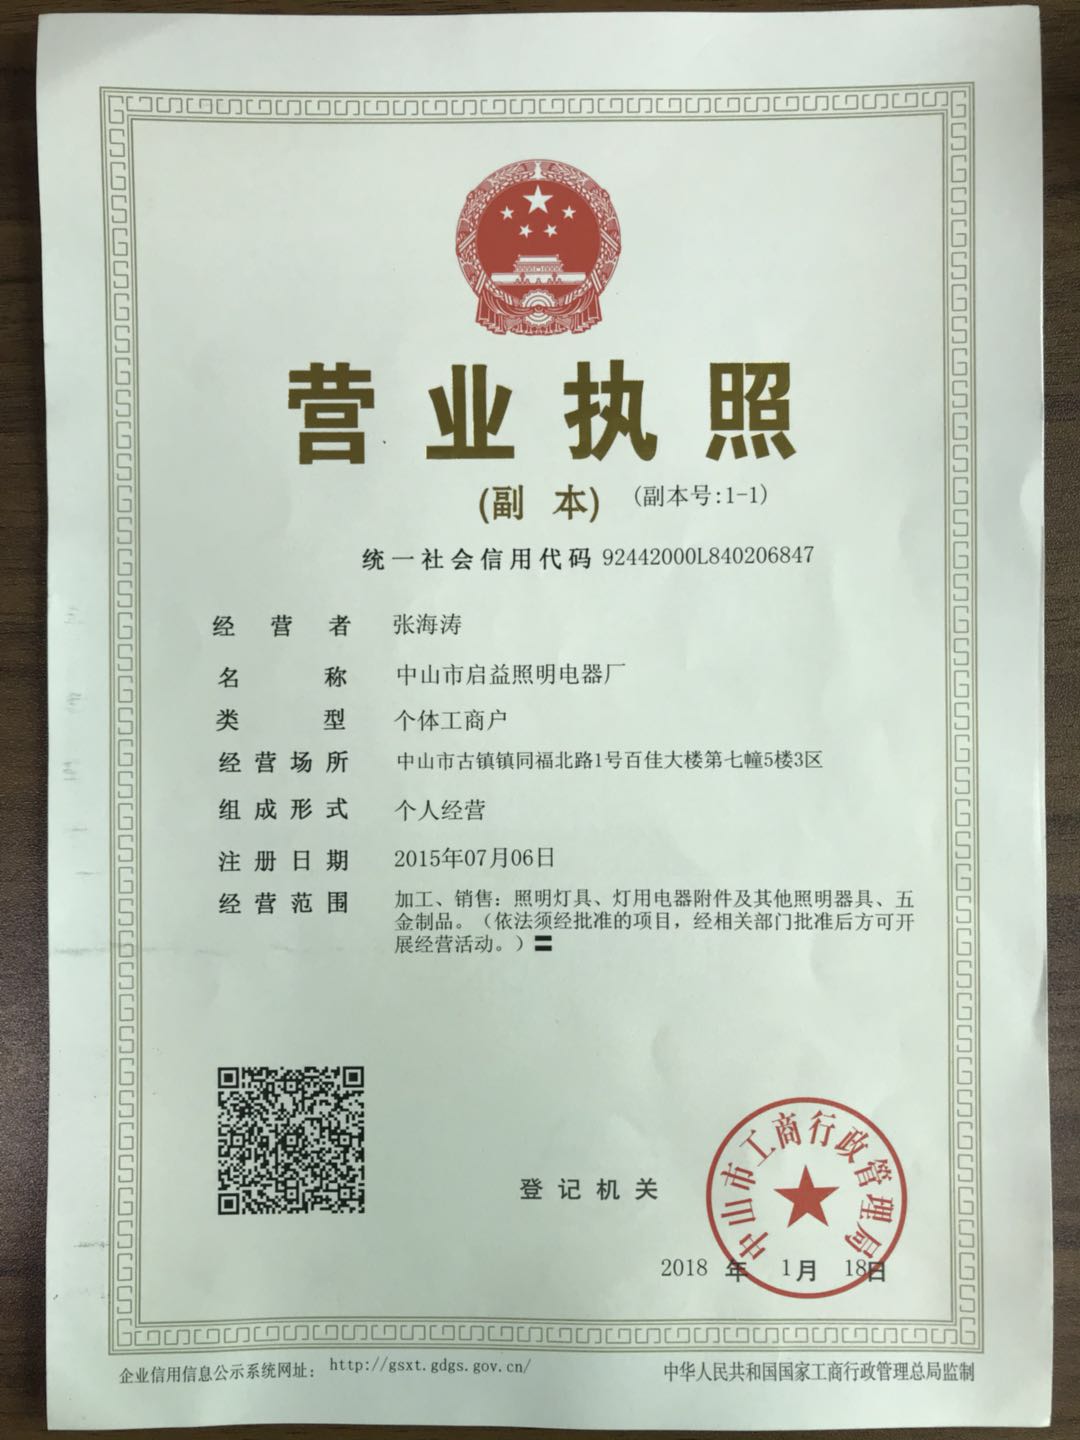 营业执照
(副 本) (副本号:1-1)
统一社会信用代码 92442000L840206847
经营者 张海涛
名称 中山市启益照明电器厂
类型 个体工商户
经营场所 中山市古镇镇同福北路1号百佳大楼第七幢5楼3区
组成形式 个人经营
注册日期 2015年07月06日
经营范围 加工、销售：照明灯具、灯用电器附件及其他照明器具、五
金制品。（依法须经批准的项目，经相关部门批准后方可开
展经营活动。）〓
登记机关
中山市工商行政管理局
2018 年 1月 18日
企业信用信息公示系统网址： http://gsxt.gdgs.gov.cn/
中华人民共和国国家工商行政管理总局监制